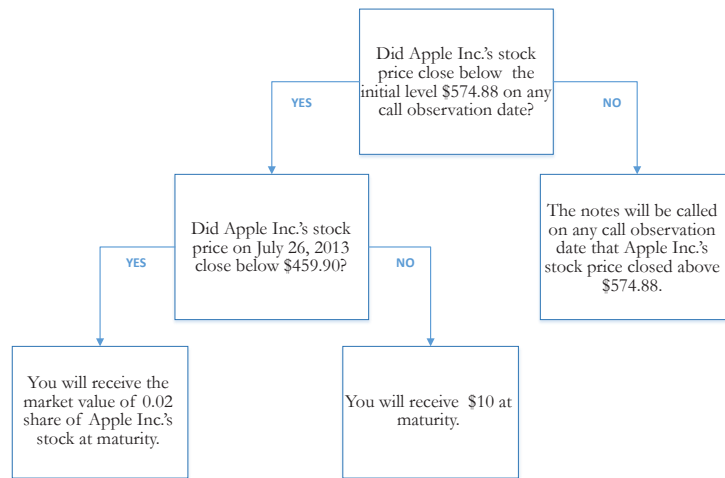 Did Apple Inc.'s stock
price close below the
initial level $574.88 on any
call observation date?
YES
NO
Did Apple Inc.'s stock
price on July 26, 2013
close below $459.90?
The notes will be called
on any call observation
date that Apple Inc.'s
stock price closed above
$574.88.
YES
NO
You will receive the
market value of 0.02
share of Apple Inc.'s
stock at maturity.
You will receive $10 at
maturity.